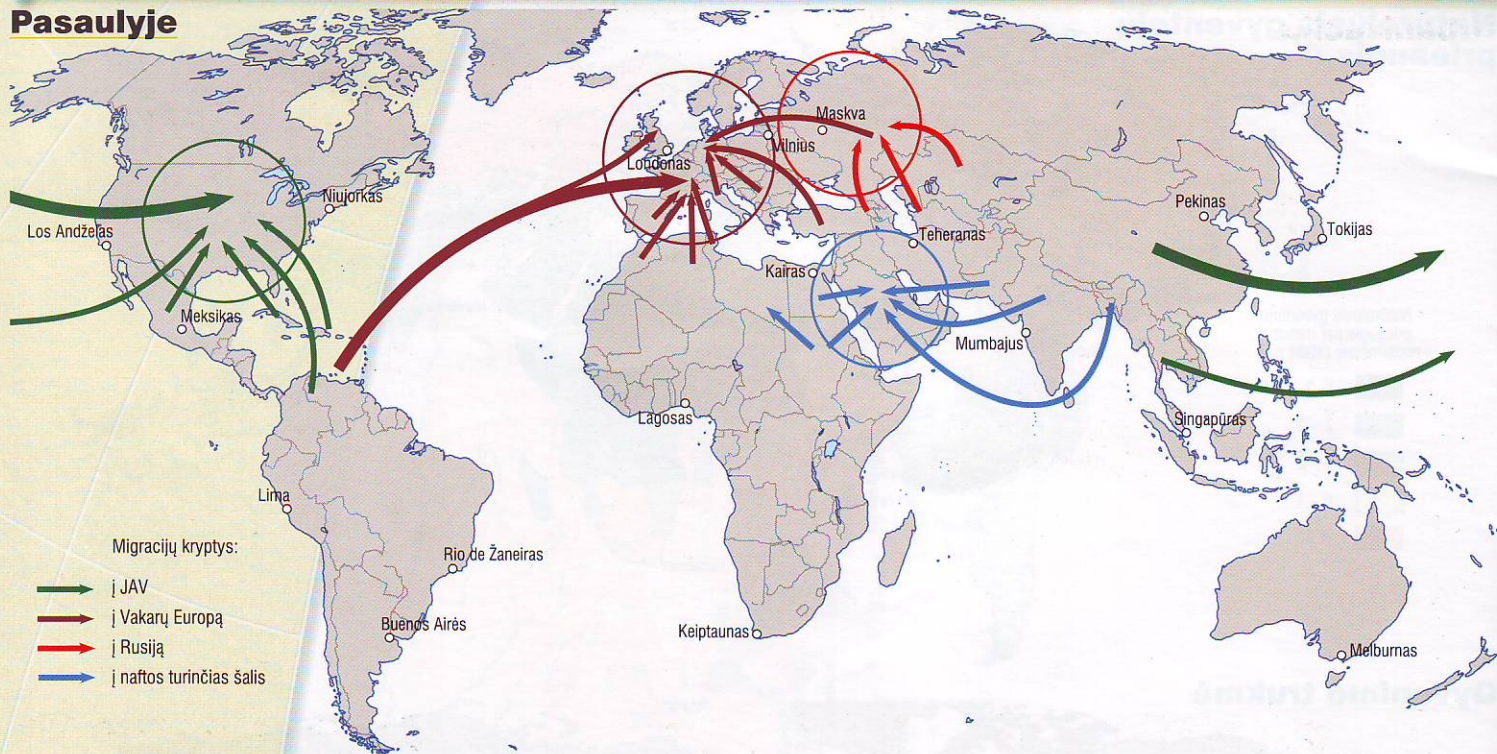 Pasaulyje
Maskva
Vilnius
Londonas
Niujorkas
Los Andželas
Pekinas
Tokijas
Teheranas
Kairas
Meksikas
Mumbajus
Lagosas
Singapūras
Lima
Rio de Žaneiras
Buenos Airės
Keiptaunas
Melburnas
Migracijų kryptys:
į JAV
į Vakarų Europą
į Rusiją
į naftos turinčias šalis